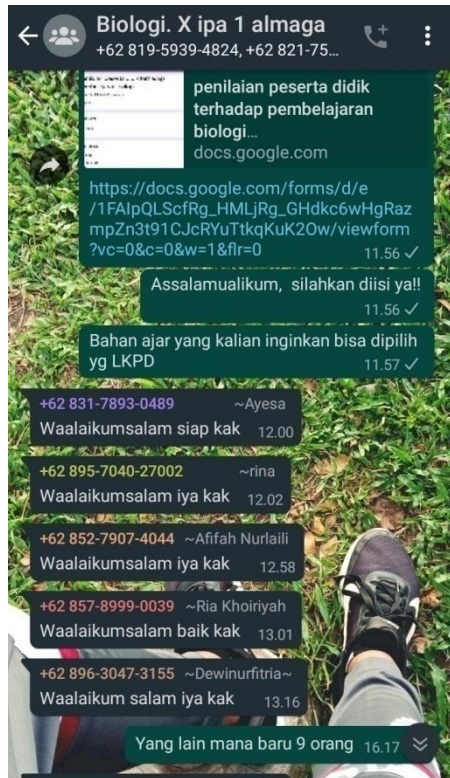 Biologi. X ipa 1 almaga
+62 819-5939-4824, +62 821-75...
penilaian peserta didik
terhadap pembelajaran
biologi...
docs.google.com
https://docs.google.com/forms/d/e
/1FAIpQLScfRg_HMLjRg_GHdkc6wHgRaz
mpZn3t91CJcRYuTtkqKuK2Ow/viewform
?vc=0&c=0&w=1&flr=0 11.56
Assalamualikum, silahkan diisi ya!!
11.56
Bahan ajar yang kalian inginkan bisa dipilih
yg LKPD 11.57
+62 831-7893-0489 ~Ayesa
Waalaikumsalam siap kak 12.00
+62 895-7040-27002 ~rina
Waalaikumsalam iya kak 12.02
+62 852-7907-4044 ~Afifah Nurlaili
Waalaikumsalam iya kak 12.58
+62 857-8999-0039 ~Ria Khoiriyah
Waalaikumsalam baik kak 13.01
+62 896-3047-3155 ~Dewinurfitria~
Waalaikum salam iya kak 13.16
Yang lain mana baru 9 orang 16.17